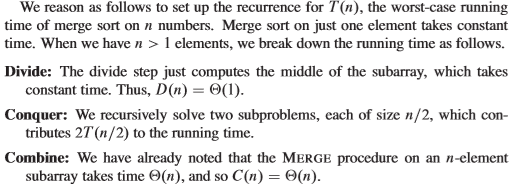 We reason as follows to set up the recurrence for T(n), the worst-case running
time of merge sort on n numbers. Merge sort on just one element takes constant
time. When we have n > 1 elements, we break down the running time as follows.
Divide: The divide step just computes the middle of the subarray, which takes
constant time. Thus, D(n) = Θ(1).
Conquer: We recursively solve two subproblems, each of size n/2, which con-
tributes 2T(n/2) to the running time.
Combine: We have already noted that the MERGE procedure on an n-element
subarray takes time Θ(n), and so C(n) = Θ(n).